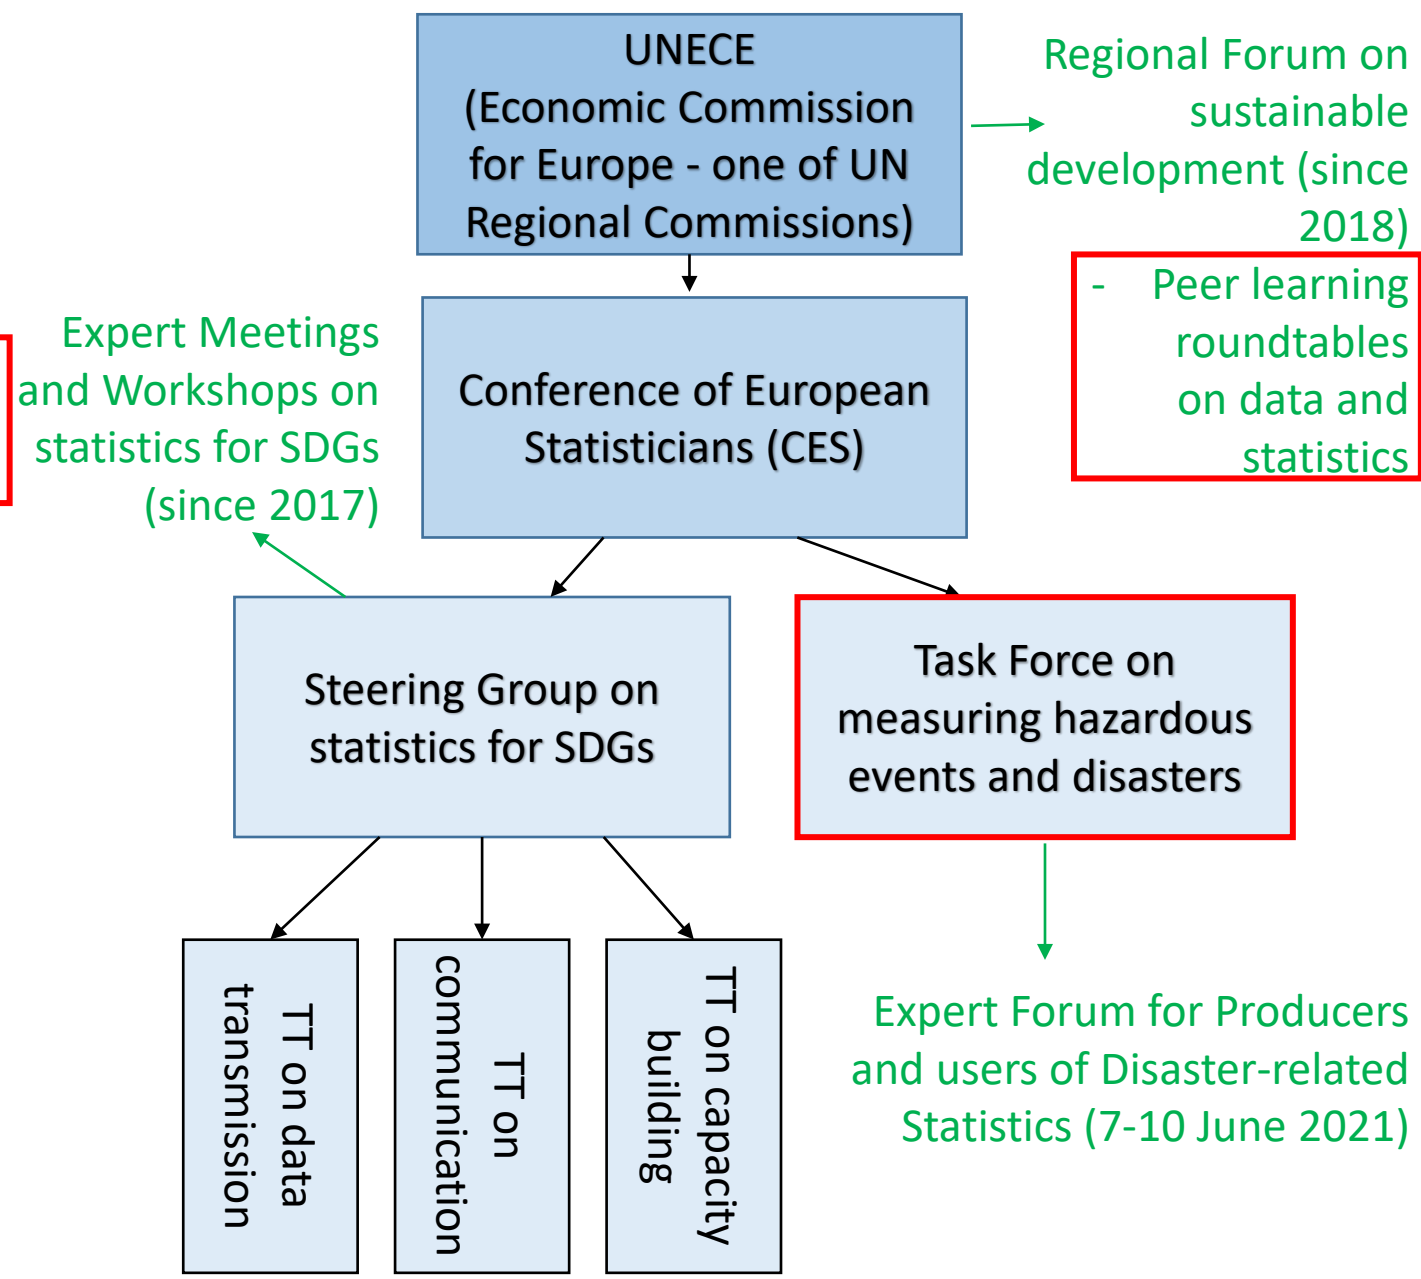 UNECE
(Economic Commission
for Europe - one of UN
Regional Commissions)
Regional Forum on
sustainable
development (since
2018)
- Peer learning
roundtables
on data and
statistics
Expert Meetings
and Workshops on
statistics for SDGs
(since 2017)
Conference of European
Statisticians (CES)
Steering Group on
statistics for SDGs
Task Force on
measuring hazardous
events and disasters
TT on data
transmission
TT on
communication
TT on capacity
building
Expert Forum for Producers
and users of Disaster-related
Statistics (7-10 June 2021)